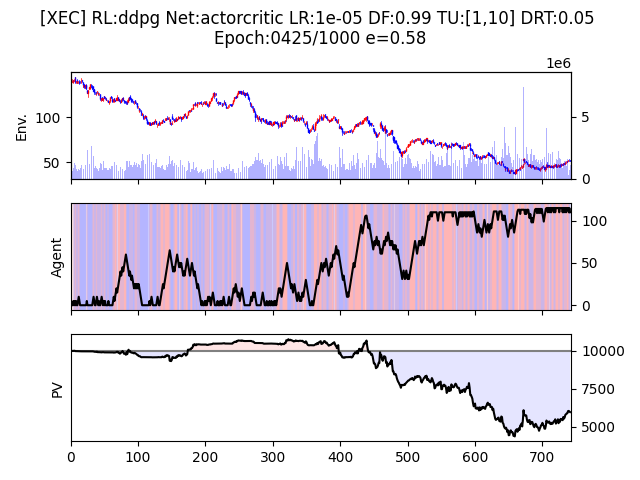 [XEC] RL:ddpg Net:actorcritic LR:1e-05 DF:0.99 TU:[1,10] DRT:0.05
Epoch:0425/1000 e=0.58
1e6
Env.
100
50
5
0
Agent
100
50
0
PV
10000
7500
5000
0 100 200 300 400 500 600 700